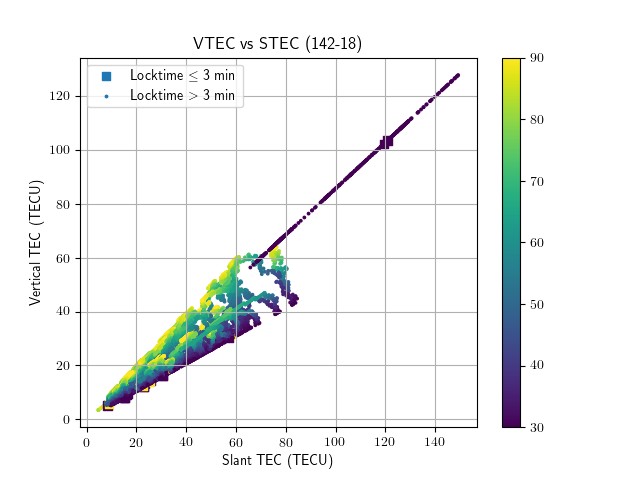 VTEC vs STEC (142-18)
Locktime ≤ 3 min
Locktime > 3 min
Vertical TEC (TECU)
120
100
80
60
40
20
0
0 20 40 60 80 100 120 140
Slant TEC (TECU)
90
80
70
60
50
40
30